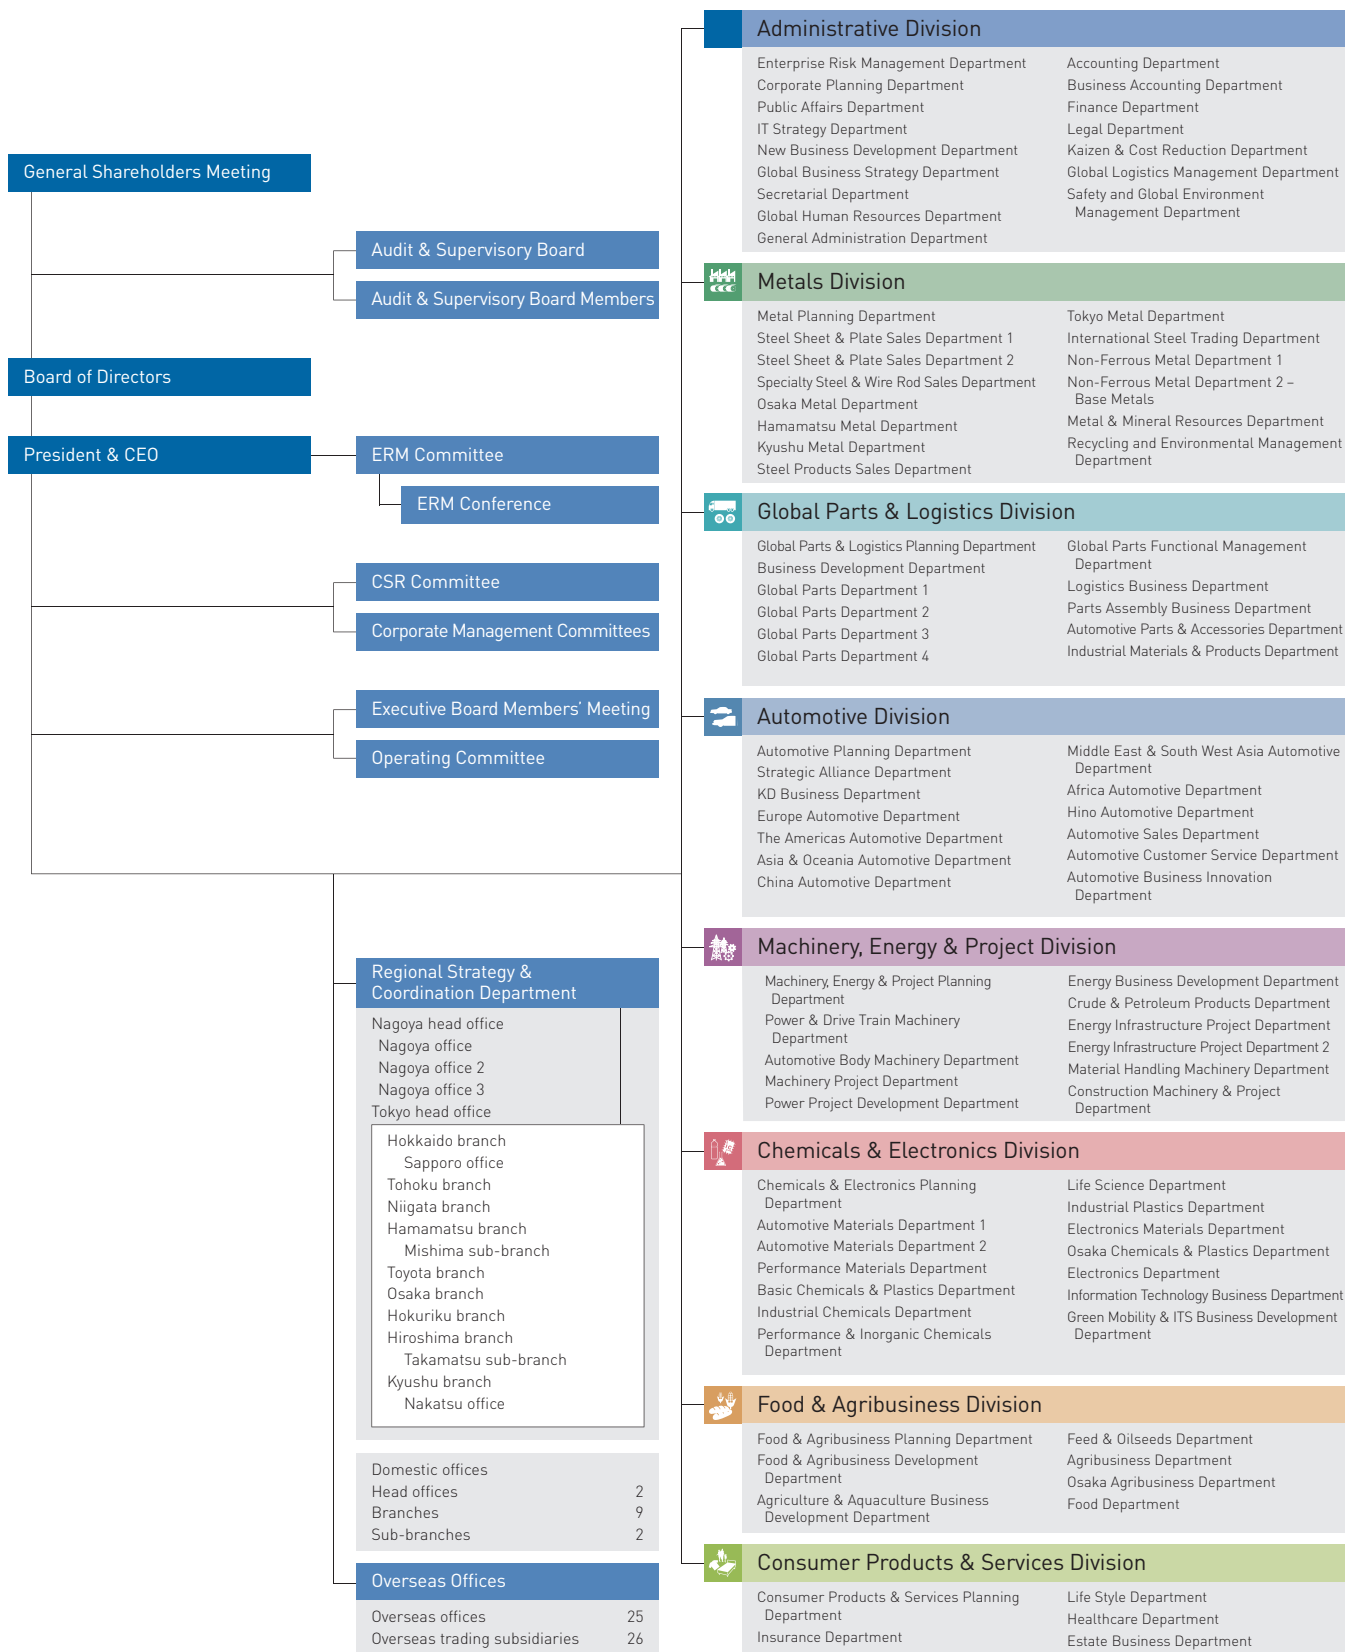 General Shareholders Meeting
Audit & Supervisory Board
Audit & Supervisory Board Members
Board of Directors
President & CEO
ERM Committee
ERM Conference
CSR Committee
Corporate Management Committees
Executive Board Members’ Meeting
Operating Committee
Regional Strategy &
Coordination Department
Nagoya head office
Nagoya office
Nagoya office 2
Nagoya office 3
Tokyo head office
Hokkaido branch
Sapporo office
Tohoku branch
Niigata branch
Hamamatsu branch
Mishima sub-branch
Toyota branch
Osaka branch
Hokuriku branch
Hiroshima branch
Takamatsu sub-branch
Kyushu branch
Nakatsu office
Domestic offices
Head offices 2
Branches 9
Sub-branches 2
Overseas Offices
Overseas offices 25
Overseas trading subsidiaries 26
Administrative Division
Enterprise Risk Management Department
Corporate Planning Department
Public Affairs Department
IT Strategy Department
New Business Development Department
Global Business Strategy Department
Secretarial Department
Global Human Resources Department
General Administration Department
Accounting Department
Business Accounting Department
Finance Department
Legal Department
Kaizen & Cost Reduction Department
Global Logistics Management Department
Safety and Global Environment
Management Department
Metals Division
Metal Planning Department
Steel Sheet & Plate Sales Department 1
Steel Sheet & Plate Sales Department 2
Specialty Steel & Wire Rod Sales Department
Osaka Metal Department
Hamamatsu Metal Department
Kyushu Metal Department
Steel Products Sales Department
Tokyo Metal Department
International Steel Trading Department
Non-Ferrous Metal Department 1
Non-Ferrous Metal Department 2 –
Base Metals
Metal & Mineral Resources Department
Recycling and Environmental Management
Department
Global Parts & Logistics Division
Global Parts & Logistics Planning Department
Business Development Department
Global Parts Department 1
Global Parts Department 2
Global Parts Department 3
Global Parts Department 4
Global Parts Functional Management
Department
Logistics Business Department
Parts Assembly Business Department
Automotive Parts & Accessories Department
Industrial Materials & Products Department
Automotive Division
Automotive Planning Department
Strategic Alliance Department
KD Business Department
Europe Automotive Department
The Americas Automotive Department
Asia & Oceania Automotive Department
China Automotive Department
Middle East & South West Asia Automotive
Department
Africa Automotive Department
Hino Automotive Department
Automotive Sales Department
Automotive Customer Service Department
Automotive Business Innovation
Department
Machinery, Energy & Project Division
Machinery, Energy & Project Planning
Department
Power & Drive Train Machinery
Department
Automotive Body Machinery Department
Machinery Project Department
Power Project Development Department
Energy Business Development Department
Crude & Petroleum Products Department
Energy Infrastructure Project Department
Energy Infrastructure Project Department 2
Material Handling Machinery Department
Construction Machinery & Project
Department
Chemicals & Electronics Division
Chemicals & Electronics Planning
Department
Automotive Materials Department 1
Automotive Materials Department 2
Performance Materials Department
Basic Chemicals & Plastics Department
Industrial Chemicals Department
Performance & Inorganic Chemicals
Department
Life Science Department
Industrial Plastics Department
Electronics Materials Department
Osaka Chemicals & Plastics Department
Electronics Department
Information Technology Business Department
Green Mobility & ITS Business Development
Department
Food & Agribusiness Division
Food & Agribusiness Planning Department
Food & Agribusiness Development
Department
Agriculture & Aquaculture Business
Development Department
Feed & Oilseeds Department
Agribusiness Department
Osaka Agribusiness Department
Food Department
Consumer Products & Services Division
Consumer Products & Services Planning
Department
Insurance Department
Life Style Department
Healthcare Department
Estate Business Department